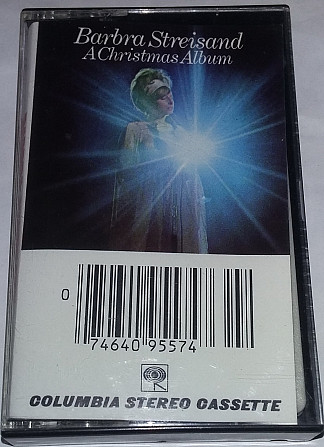 Barbra Streisand
A Christmas Album
0
74640 95574
COLUMBIA STEREO CASSETTE